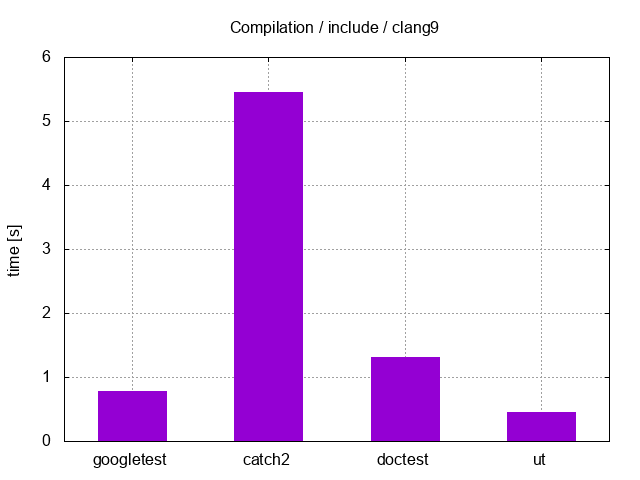 Compilation / include / clang9
6
5
4
3
2
1
0
time [s]
googletest
catch2
doctest
ut